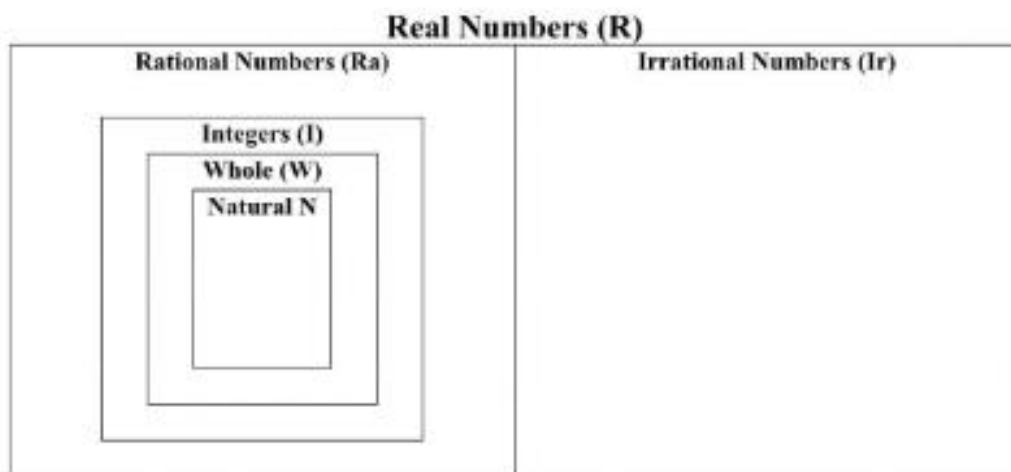 Real Numbers (R)
Rational Numbers (Ra)
Irrational Numbers (Ir)
Integers (I)
Whole (W)
Natural N